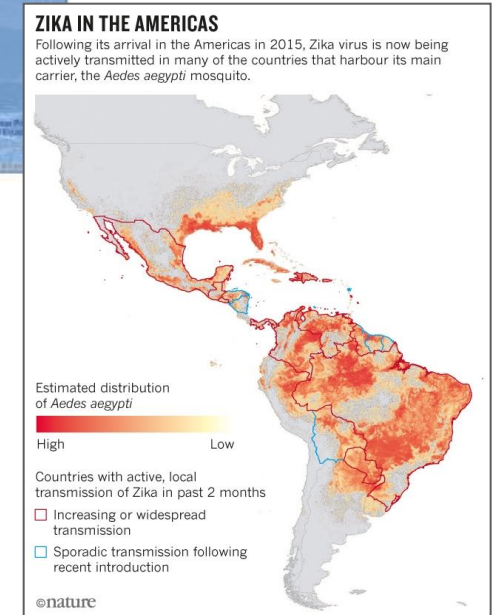 ZIKA IN THE AMERICAS
Following its arrival in the Americas in 2015, Zika virus is now being
actively transmitted in many of the countries that harbour its main
carrier, the Aedes aegypti mosquito.
Estimated distribution
of Aedes aegypti
High Low
Countries with active, local
transmission of Zika in past 2 months
Increasing or widespread
transmission
Sporadic transmission following
recent introduction
©nature